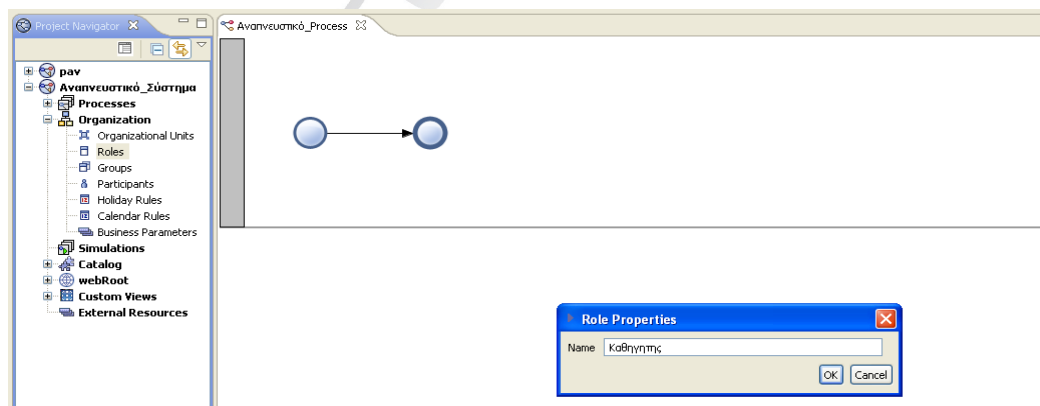 Project Navigator
Αναπνευστικό_Process
pav
Αναπνευστικό_Σύστημα
Processes
Organization
Organizational Units
Roles
Groups
Participants
Holiday Rules
Calendar Rules
Business Parameters
Simulations
Catalog
webRoot
Custom Views
External Resources
Role Properties
Name Καθηγητης
OK Cancel